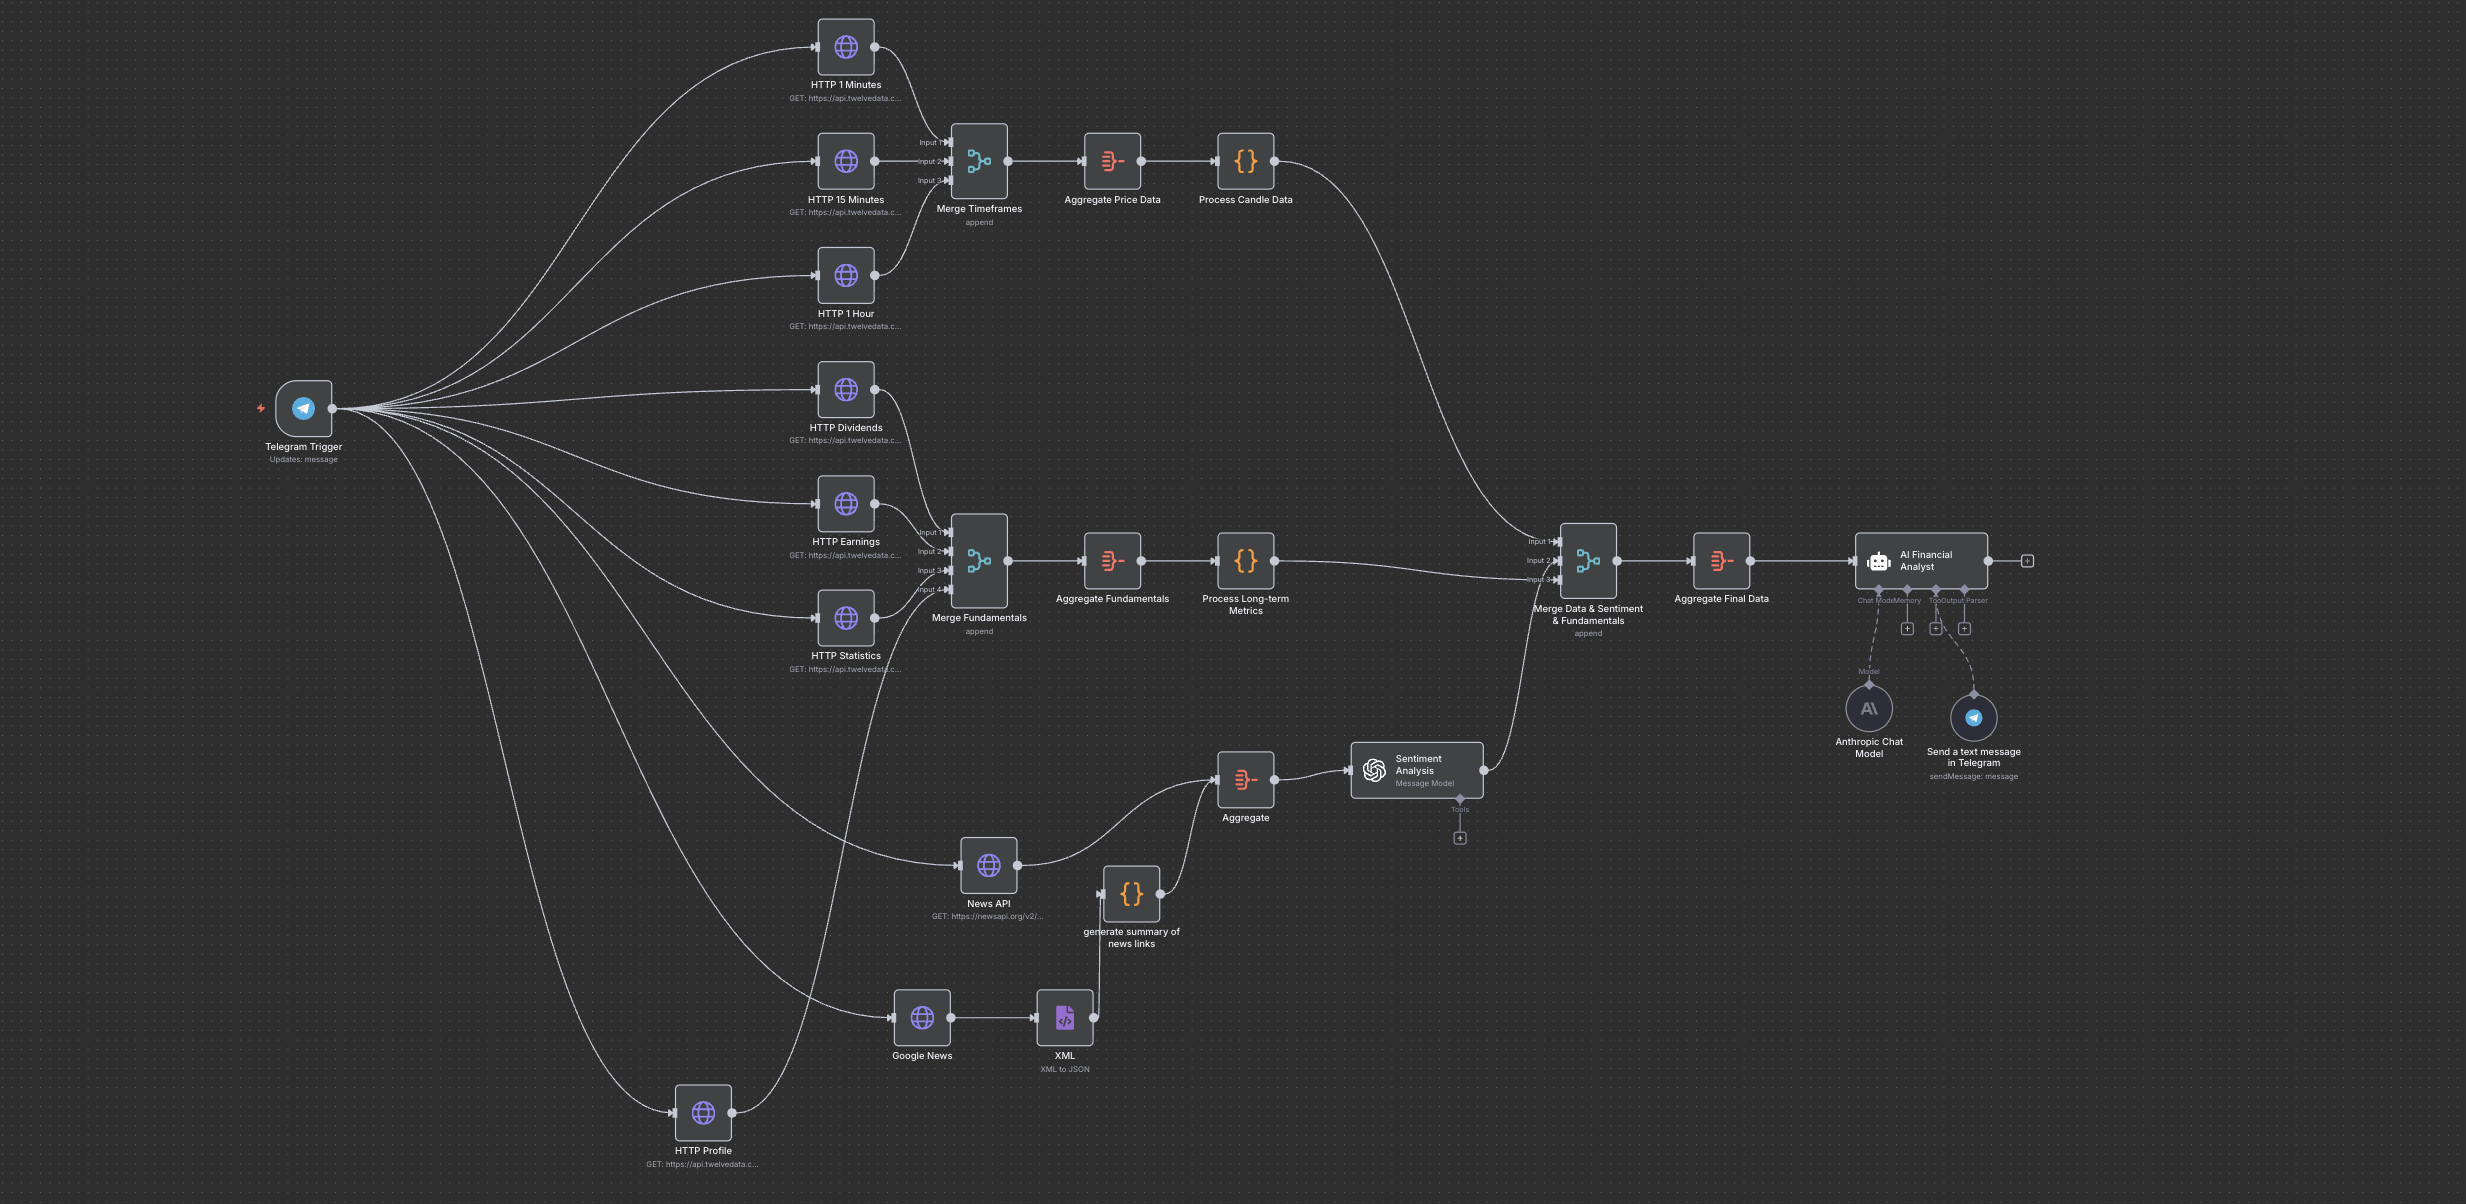 HTTP 1 Minutes
GET: https://api.twelvedata.c...
Input 1
Input 2
Input 3
HTTP 15 Minutes
GET: https://api.twelvedata.c...
Merge Timeframes
append
Aggregate Price Data
Process Candle Data
HTTP 1 Hour
GET: https://api.twelvedata.c...
Telegram Trigger
Updates: message
HTTP Dividends
GET: https://api.twelvedata.c...
HTTP Earnings
GET: https://api.twelvedata.c...
Input 1
Input 2
Input 3
Input 4
Merge Fundamentals
append
Aggregate Fundamentals
Process Long-term
Metrics
Input 1
Input 2
Input 3
Merge Data & Sentiment
& Fundamentals
append
Aggregate Final Data
AI Financial
Analyst
Chat Mode
Memory
Too
Output Parser
HTTP Statistics
GET: https://api.twelvedata.c...
Model
Anthropic Chat
Model
Send a text message
in Telegram
sendMessage: message
Sentiment
Analysis
Message Model
Tools
Aggregate
News API
GET: https://newsapi.org/v2/...
generate summary of
news links
Google News
XML
XML to JSON
HTTP Profile
GET: https://api.twelvedata.c...